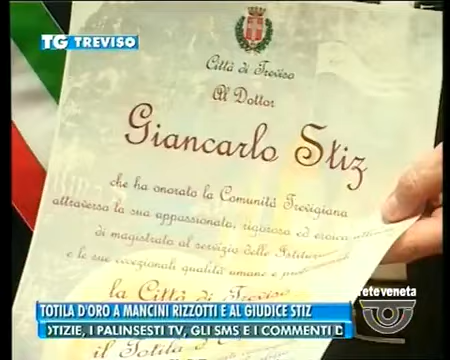 TG TREVISO
Città di Treviso
Al Dottor
Giancarlo Stiz
che ha onorato la Comunità Trevigiana
attraverso la sua appassionata, rigorosa ed eroica
di magistrato al servizio delle Istituzioni
e le sue eccezionali qualità umane e
la Città di
TOTILA D'ORO A MANCINI RIZZOTTI E AL GIUDICE STIZ
reteveneta
OTIZIE, I PALINSESTI TV, GLI SMS E I COMMENTI D
il Totila d'